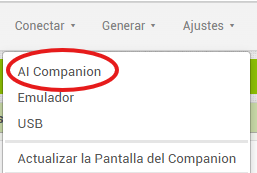 Conectar Generar Ajustes
AI Companion
Emulador
USB
Actualizar la Pantalla del Companion